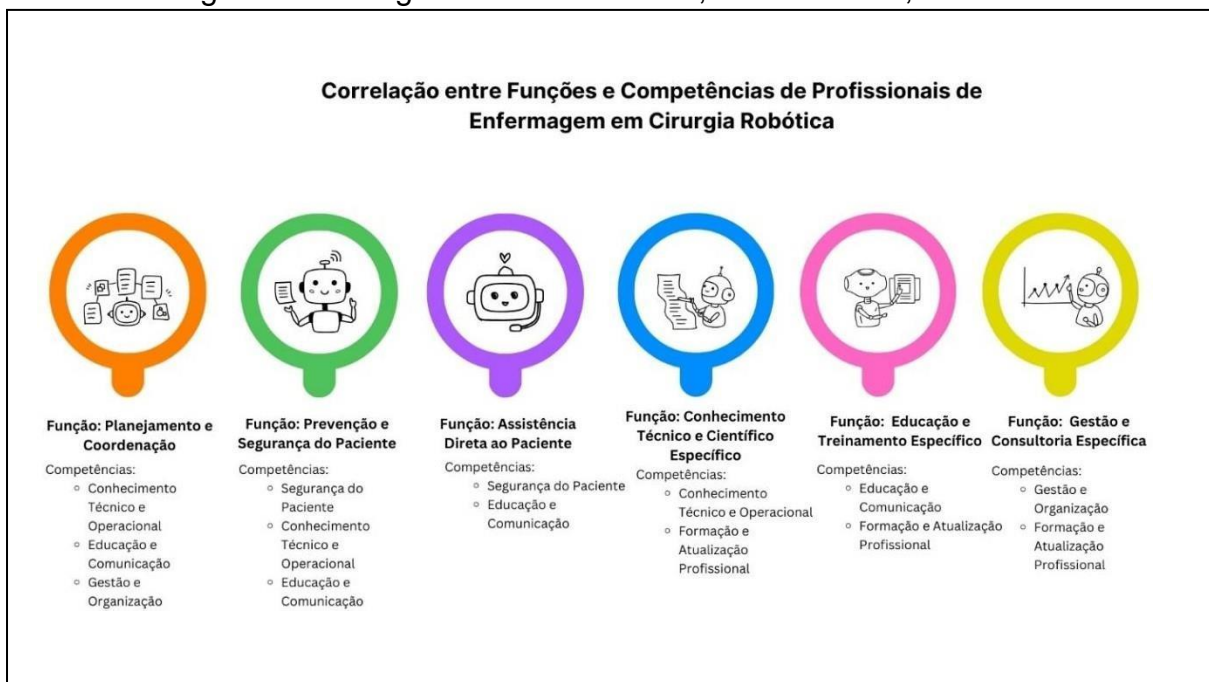 Correlação entre Funções e Competências de Profissionais de
Enfermagem em Cirurgia Robótica
Função: Planejamento e
Coordenação
Competências:
◦ Conhecimento
Técnico e
Operacional
◦ Educação e
Comunicação
◦ Gestão e
Organização
Função: Prevenção e
Segurança do Paciente
Competências:
◦ Segurança do
Paciente
◦ Conhecimento
Técnico e
Operacional
◦ Educação e
Comunicação
Função: Assistência
Direta ao Paciente
Competências:
◦ Segurança do Paciente
◦ Educação e
Comunicação
Função: Conhecimento
Técnico e Científico
Específico
Competências:
◦ Conhecimento
Técnico e Operacional
◦ Formação e
Atualização
Profissional
Função: Educação e
Treinamento Específico
Competências:
◦ Educação e
Comunicação
◦ Formação e Atualização
Profissional
Função: Gestão e
Consultoria Específica
Competências:
◦ Gestão e
Organização
◦ Formação e
Atualização
Profissional